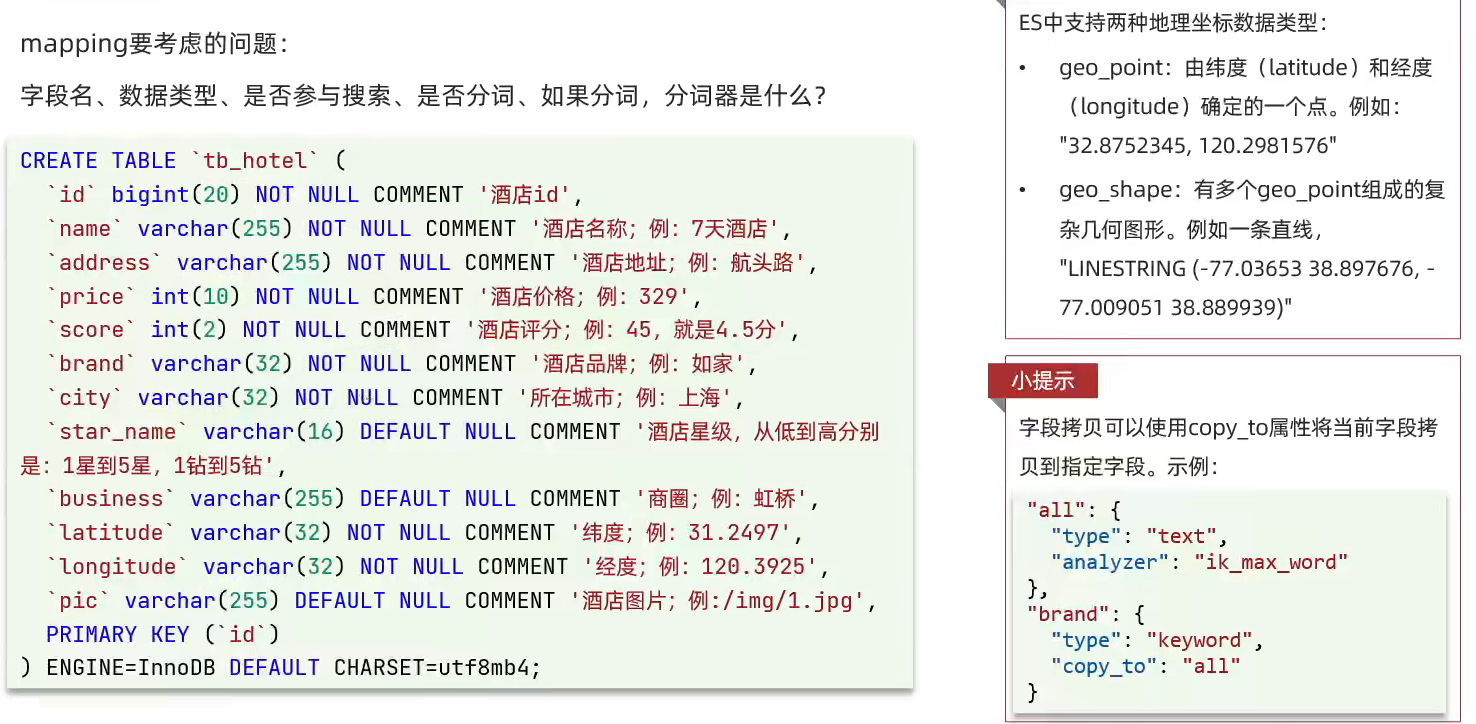 mapping要考虑的问题：
字段名、数据类型、是否参与搜索、是否分词、如果分词，分词器是什么？
CREATE TABLE `tb_hotel` (
  `id` bigint(20) NOT NULL COMMENT '酒店id',
  `name` varchar(255) NOT NULL COMMENT '酒店名称；例：7天酒店',
  `address` varchar(255) NOT NULL COMMENT '酒店地址；例：航头路',
  `price` int(10) NOT NULL COMMENT '酒店价格；例：329',
  `score` int(2) NOT NULL COMMENT '酒店评分；例：45，就是4.5分',
  `brand` varchar(32) NOT NULL COMMENT '酒店品牌；例：如家',
  `city` varchar(32) NOT NULL COMMENT '所在城市；例：上海',
  `star_name` varchar(16) DEFAULT NULL COMMENT '酒店星级，从低到高分别
是：1星到5星，1钻到5钻',
  `business` varchar(255) DEFAULT NULL COMMENT '商圈；例：虹桥',
  `latitude` varchar(32) NOT NULL COMMENT '纬度；例：31.2497',
  `longitude` varchar(32) NOT NULL COMMENT '经度；例：120.3925',
  `pic` varchar(255) DEFAULT NULL COMMENT '酒店图片；例:/img/1.jpg',
  PRIMARY KEY (`id`)
) ENGINE=InnoDB DEFAULT CHARSET=utf8mb4;
ES中支持两种地理坐标数据类型：
• geo_point：由纬度（latitude）和经度
（longitude）确定的一个点。例如：
"32.8752345, 120.2981576"
• geo_shape：有多个geo_point组成的复
杂几何图形。例如一条直线，
"LINESTRING (-77.03653 38.897676, -
77.009051 38.889939)"
小提示
字段拷贝可以使用copy_to属性将当前字段拷
贝到指定字段。示例：
"all": {
  "type": "text",
  "analyzer": "ik_max_word"
},
"brand": {
  "type": "keyword",
  "copy_to": "all"
}